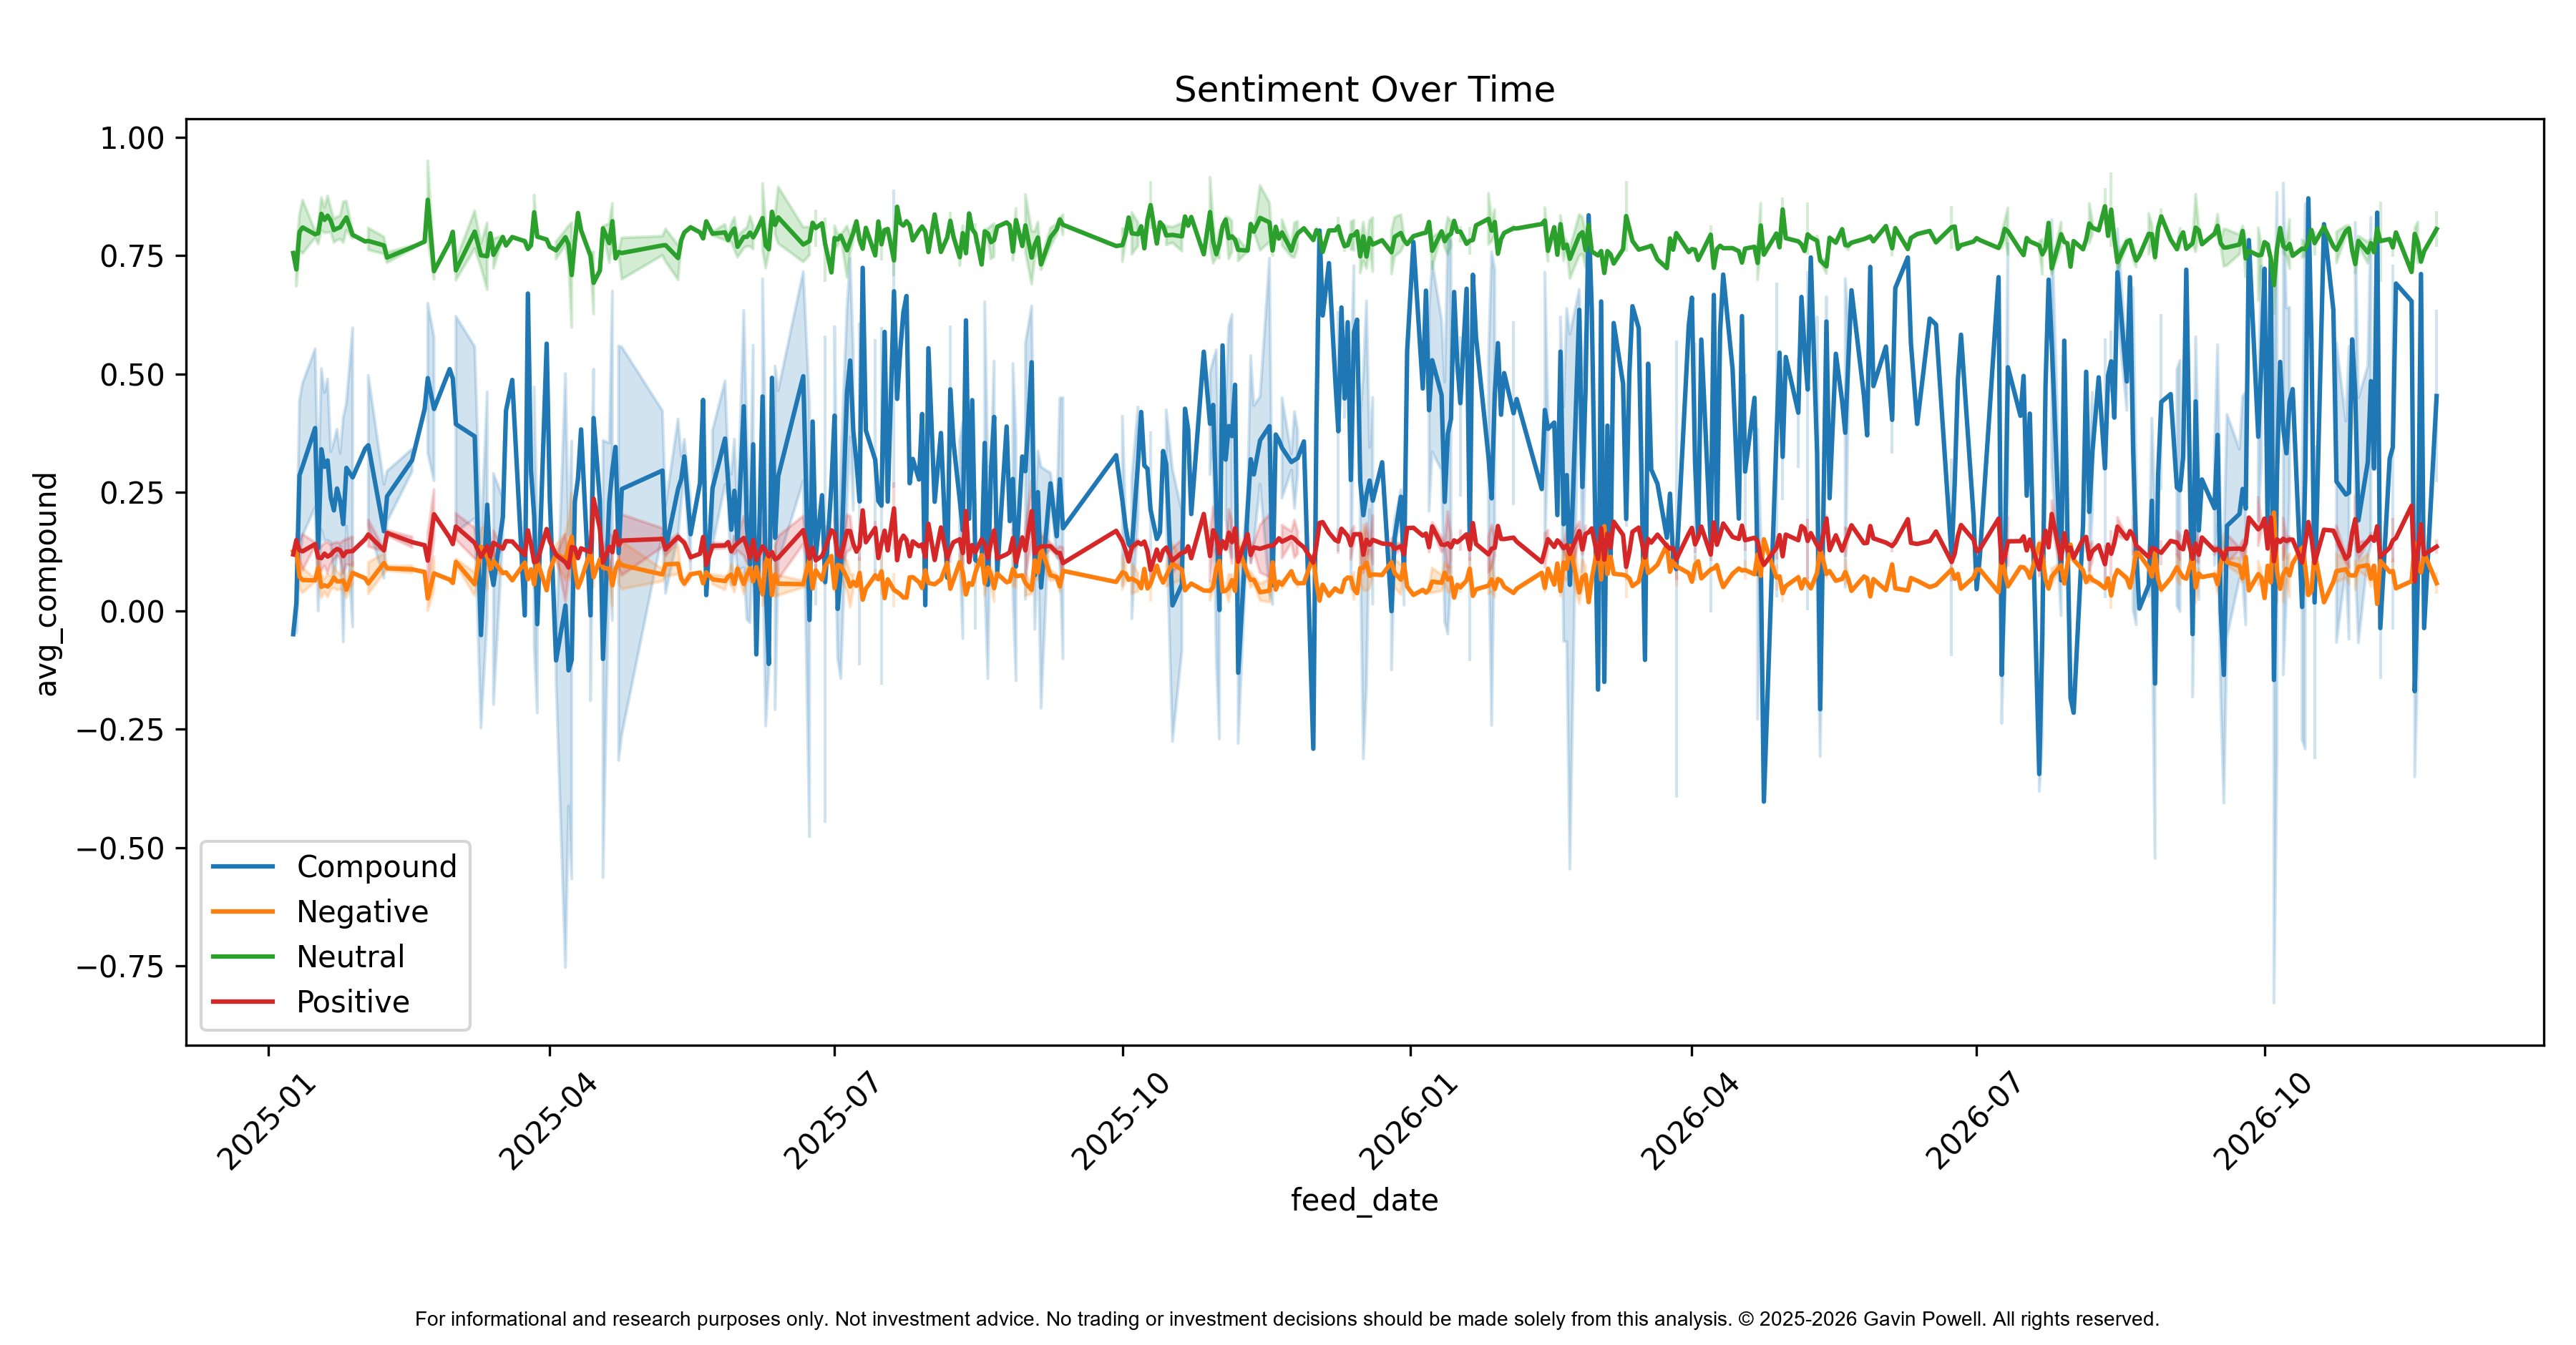 Sentiment Over Time
1.00
0.75
0.50
0.25
0.00
−0.25
−0.50
−0.75
avg_compound
Compound
Negative
Neutral
Positive
2025-01
2025-04
2025-07
2025-10
2026-01
2026-04
2026-07
2026-10
feed_date
For informational and research purposes only. Not investment advice. No trading or investment decisions should be made solely from this analysis. © 2025-2026 Gavin Powell. All rights reserved.